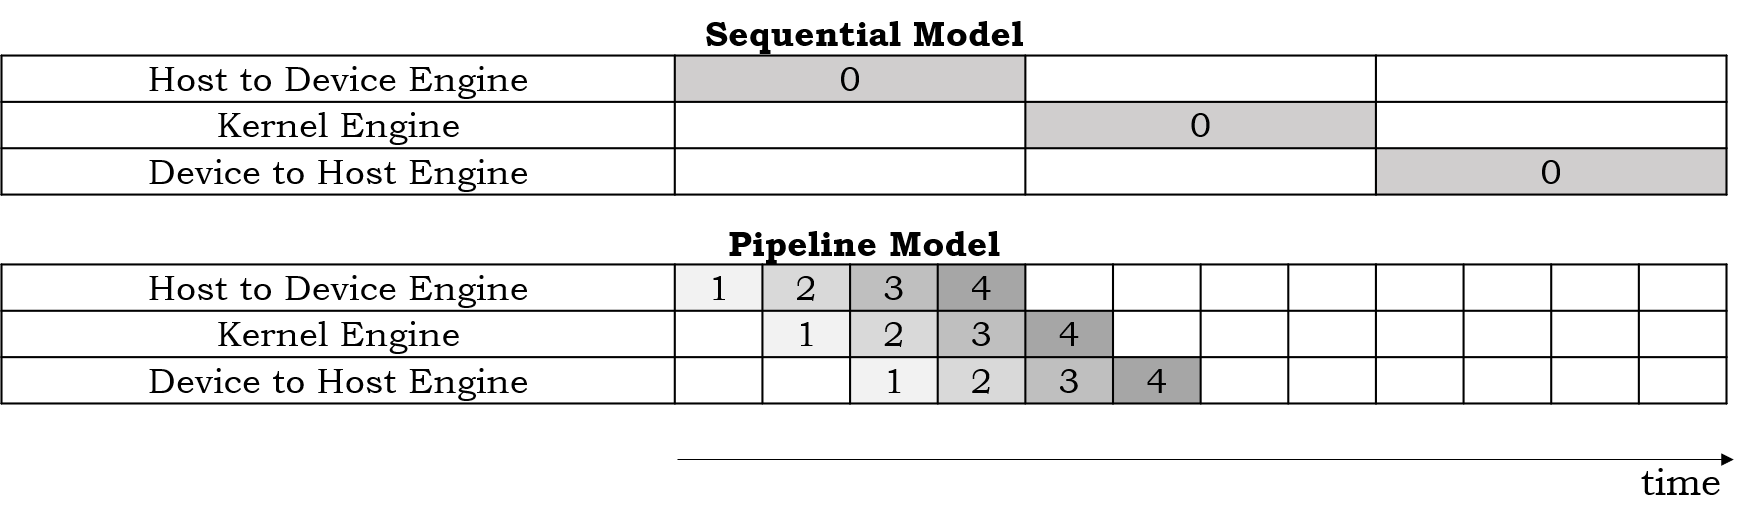 Sequential Model
Host to Device Engine 0
Kernel Engine 0
Device to Host Engine 0
Pipeline Model
Host to Device Engine 1 2 3 4
Kernel Engine 1 2 3 4
Device to Host Engine 1 2 3 4
time